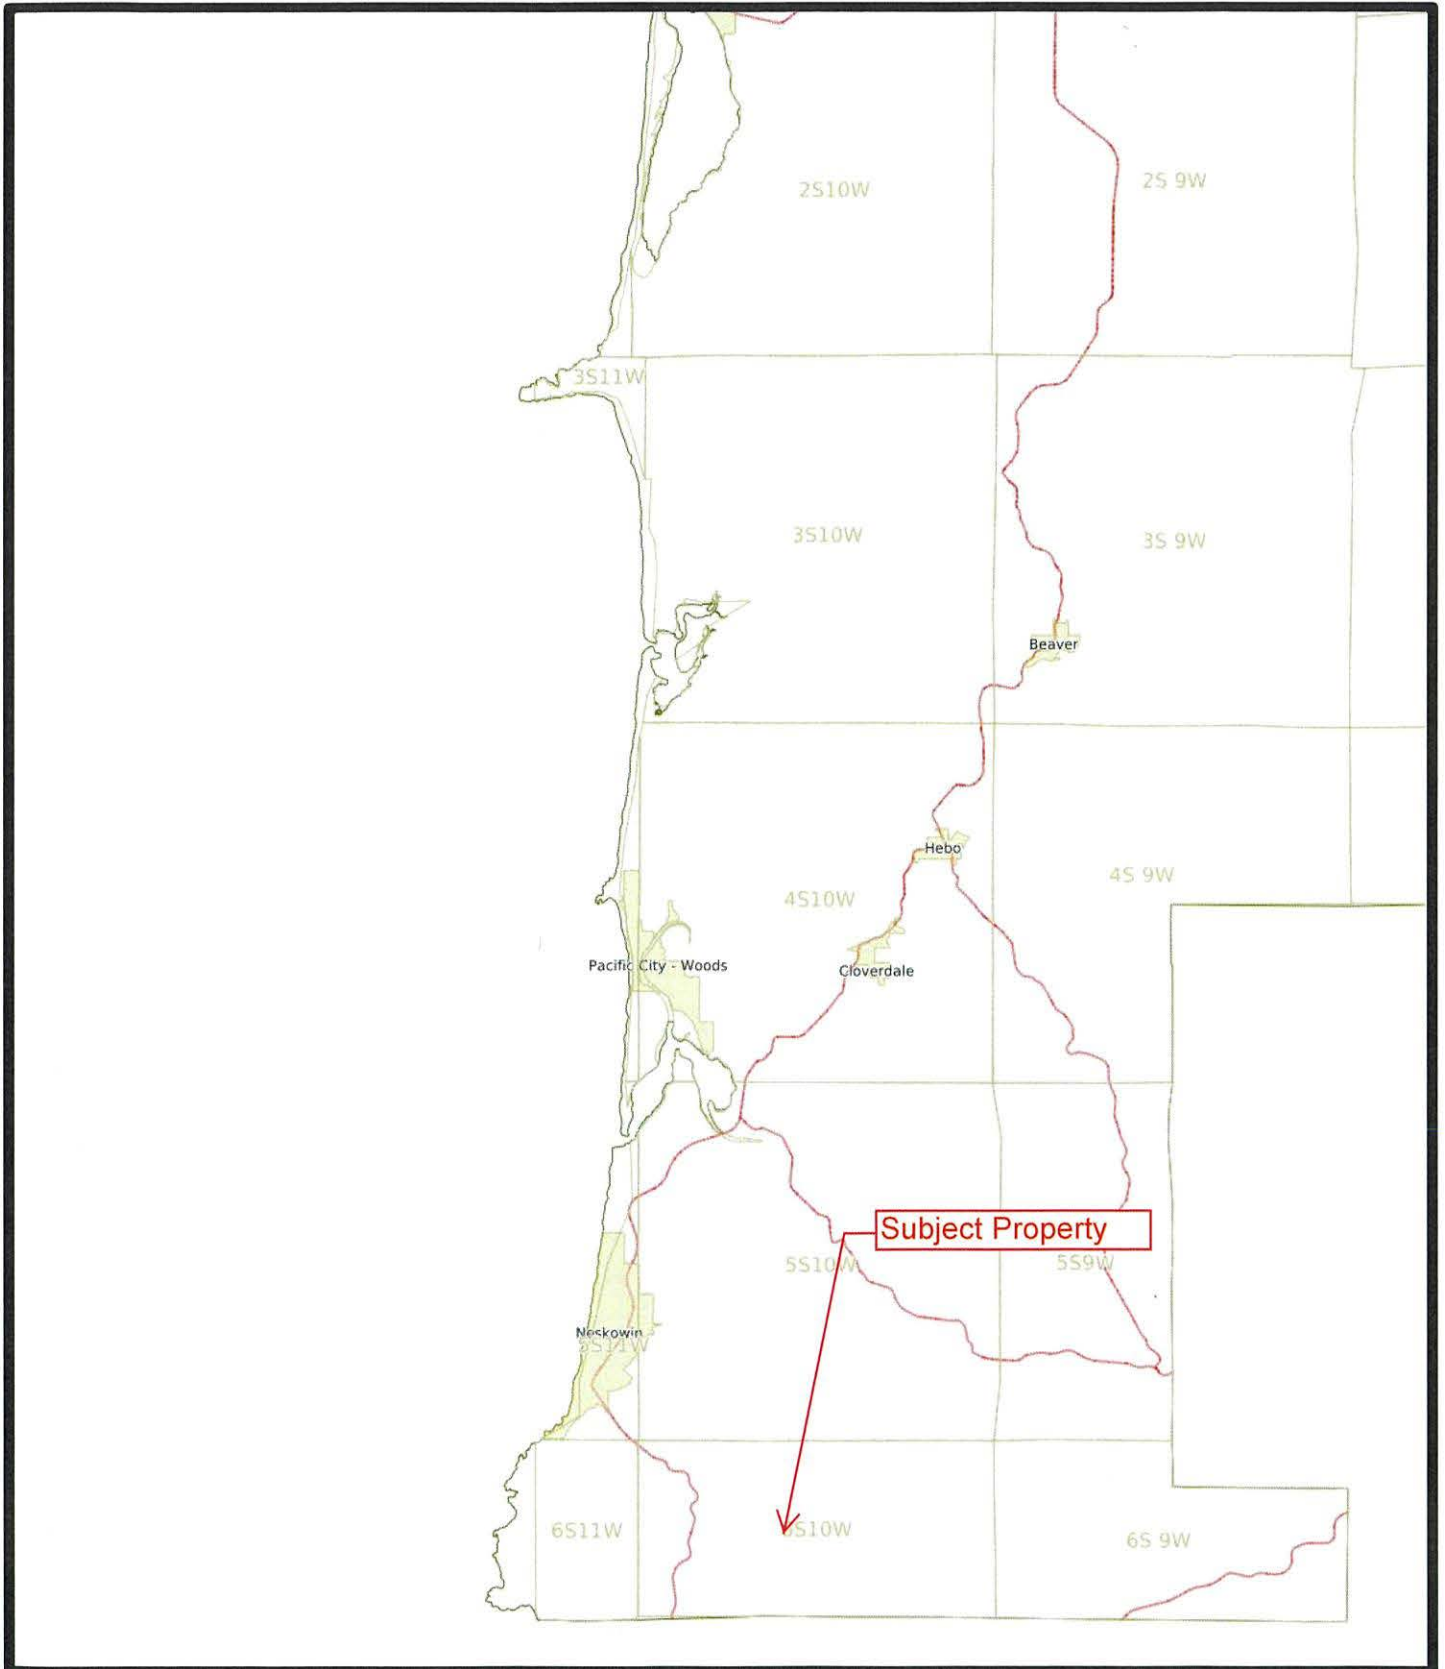 2S10W
2S 9W
3S11W
3S10W
3S 9W
Beaver
Hebo
4S10W
4S 9W
Pacific City - Woods
Cloverdale
Subject Property
5S10W
5S9W
Neskowin
5S11W
6S11W
6S10W
6S 9W